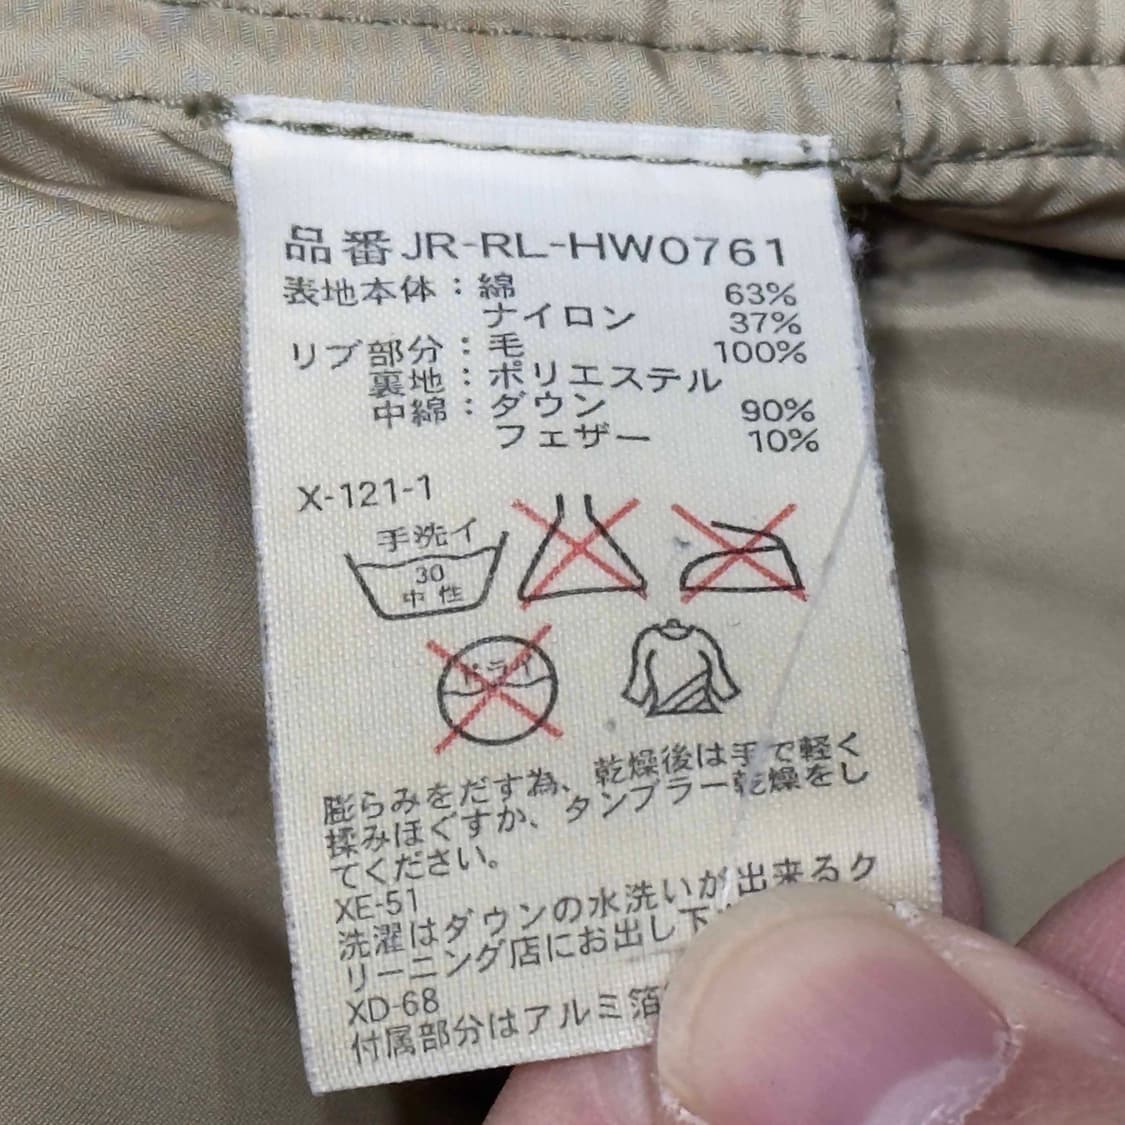 品番JR-RL-HW0761
表地本体：綿 63%
ナイロン 37%
リブ部分：毛 100%
裏地：ポリエステル
中綿：ダウン 90%
フェザー 10%
X-121-1
手洗イ
30
中性
ドライ
膨らみをだす為、乾燥後は手で軽く
揉みほぐすか、タンブラー乾燥をし
てください。
XE-51
洗濯はダウンの水洗いが出来るク
リーニング店にお出し下
XD-68
付属部分はアルミ箔